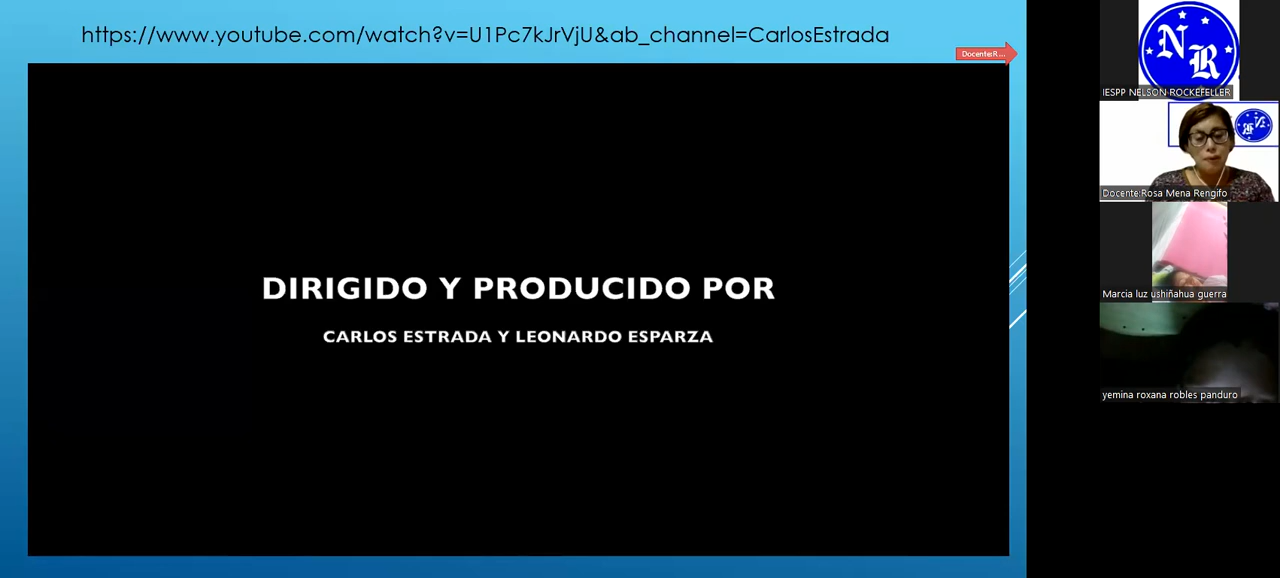 https://www.youtube.com/watch?v=U1Pc7kJrVjU&ab_channel=CarlosEstrada
Docente:R...
DIRIGIDO Y PRODUCIDO POR
CARLOS ESTRADA Y LEONARDO ESPARZA
NR
IESPP NELSON ROCKEFELLER
Docente:Rosa Mena Rengifo
Marcia luz ushiñahua guerra
yemina roxana robles panduro